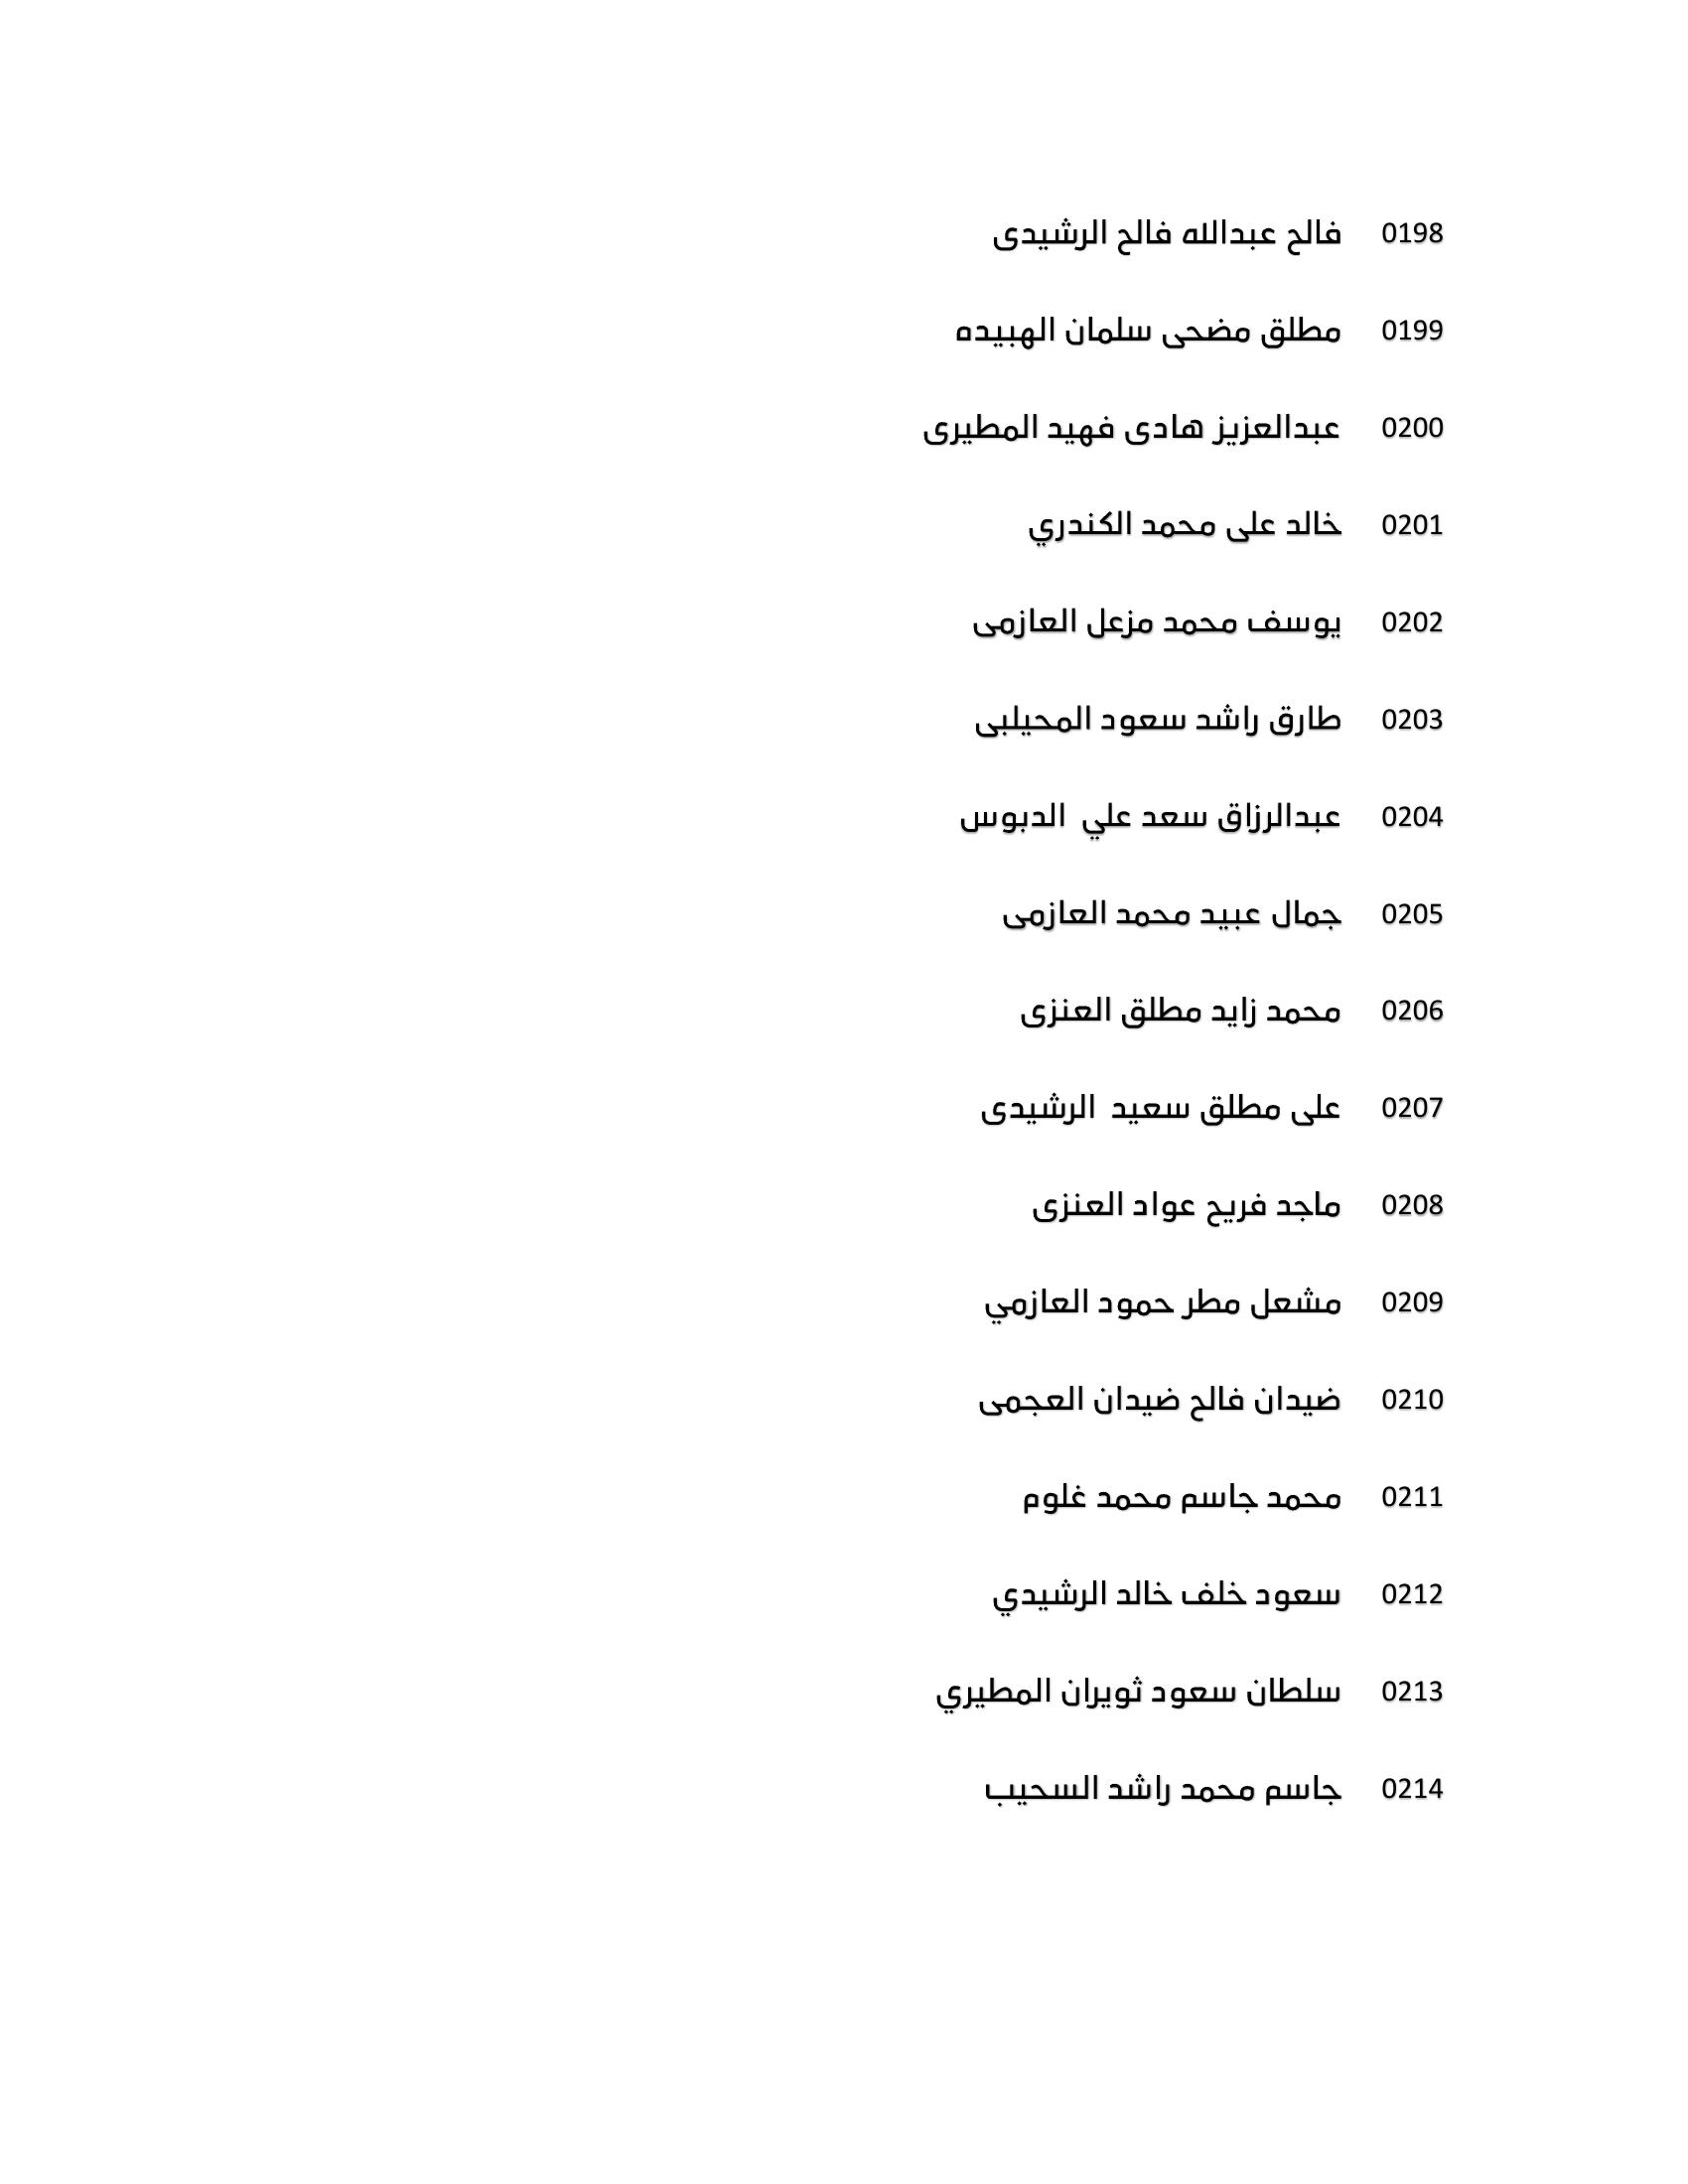 0198 فالح عبدالله فالح الرشيدى
0199 مطلق مضحى سلمان الهبيده
0200 عبدالعزيز هادى فهيد المطيرى
0201 خالد على محمد الكندري
0202 يوسف محمد مزعل العازمى
0203 طارق راشد سعود المحيلبى
0204 عبدالرزاق سعد علي الدبوس
0205 جمال عبيد محمد العازمى
0206 محمد زايد مطلق العنزى
0207 على مطلق سعيد الرشيدى
0208 ماجد فريح عواد العنزى
0209 مشعل مطر حمود العازمي
0210 ضيدان فالح ضيدان العجمى
0211 محمد جاسم محمد غلوم
0212 سعود خلف خالد الرشيدي
0213 سلطان سعود ثويران المطيري
0214 جاسم محمد راشد السحيب